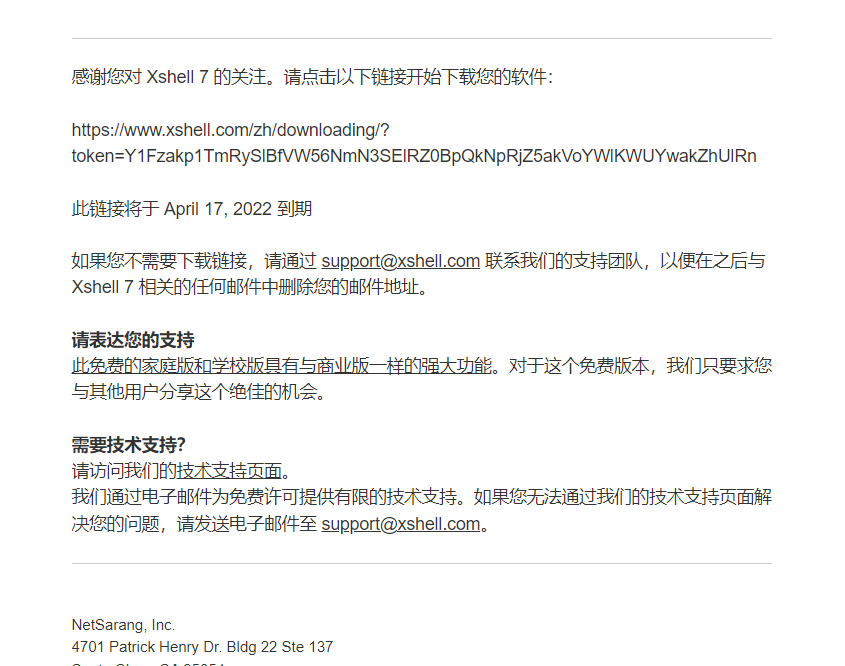 感谢您对 Xshell 7 的关注。请点击以下链接开始下载您的软件：
https://www.xshell.com/zh/downloading/?
token=Y1Fzakp1TmRySlBfVW56NmN3SElRZ0BpQkNpRjZ5akVoYWlKWUYwakZhUlRn
此链接将于 April 17, 2022 到期
如果您不需要下载链接，请通过 support@xshell.com 联系我们的支持团队，以便在之后与
Xshell 7 相关的任何邮件中删除您的邮件地址。
请表达您的支持
此免费的家庭版和学校版具有与商业版一样的强大功能。对于这个免费版本，我们只要求您
与其他用户分享这个绝佳的机会。
需要技术支持？
请访问我们的技术支持页面。
我们通过电子邮件为免费许可提供有限的技术支持。如果您无法通过我们的技术支持页面解
决您的问题，请发送电子邮件至 support@xshell.com。
NetSarang, Inc.
4701 Patrick Henry Dr. Bldg 22 Ste 137